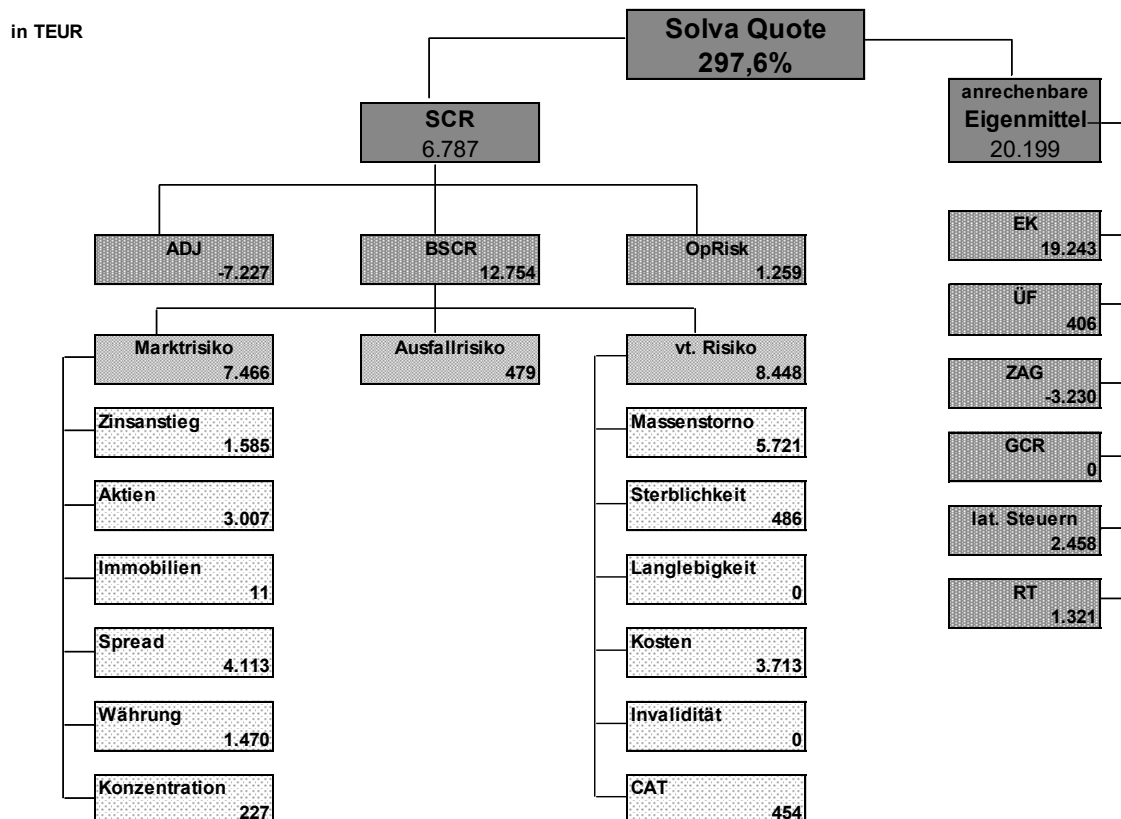 in TEUR
Solva Quote
297,6%
SCR
6.787
anrechenbare
Eigenmittel
20.199
ADJ
-7.227
BSCR
12.754
OpRisk
1.259
EK
19.243
ÜF
406
ZAG
-3.230
GCR
0
lat. Steuern
2.458
RT
1.321
Marktrisiko
7.466
Ausfallrisiko
479
vt. Risiko
8.448
Zinsanstieg
1.585
Aktien
3.007
Immobilien
11
Spread
4.113
Währung
1.470
Konzentration
227
Massenstorno
5.721
Sterblichkeit
486
Langlebigkeit
0
Kosten
3.713
Invalidität
0
CAT
454